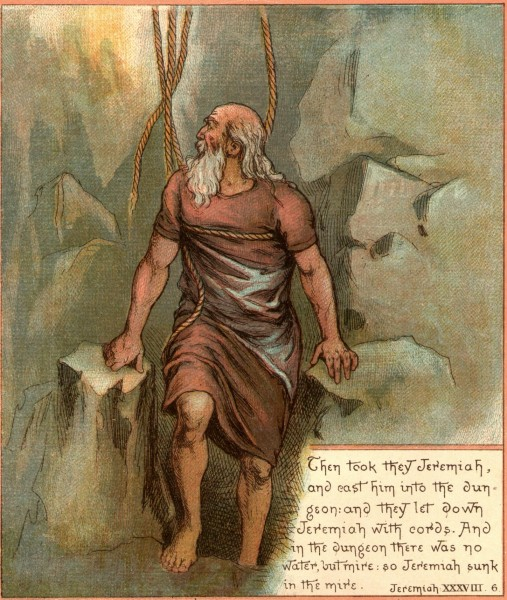 Then took they Jeremiah,
and cast him into the dun-
geon: and they let down
Jeremiah with cords. And
in the dungeon there was no
water, but mire: so Jeremiah sunk
in the mire. Jeremiah XXXVIII. 6